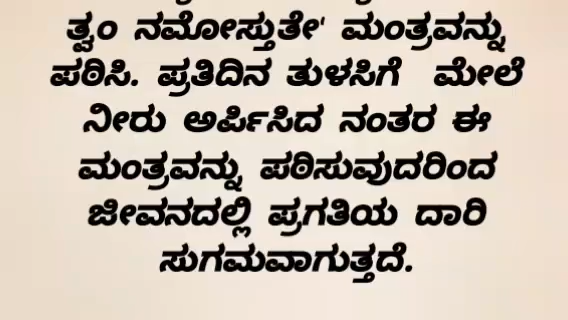 ತ್ವಂ ನಮೋಸ್ತುತೇ' ಮಂತ್ರವನ್ನು
ಪಠಿಸಿ. ಪ್ರತಿದಿನ ತುಳಸಿಗೆ ಮೇಲೆ
ನೀರು ಅರ್ಪಿಸಿದ ನಂತರ ಈ
ಮಂತ್ರವನ್ನು ಪಠಿಸುವುದರಿಂದ
ಜೀವನದಲ್ಲಿ ಪ್ರಗತಿಯ ದಾರಿ
ಸುಗಮವಾಗುತ್ತದೆ.